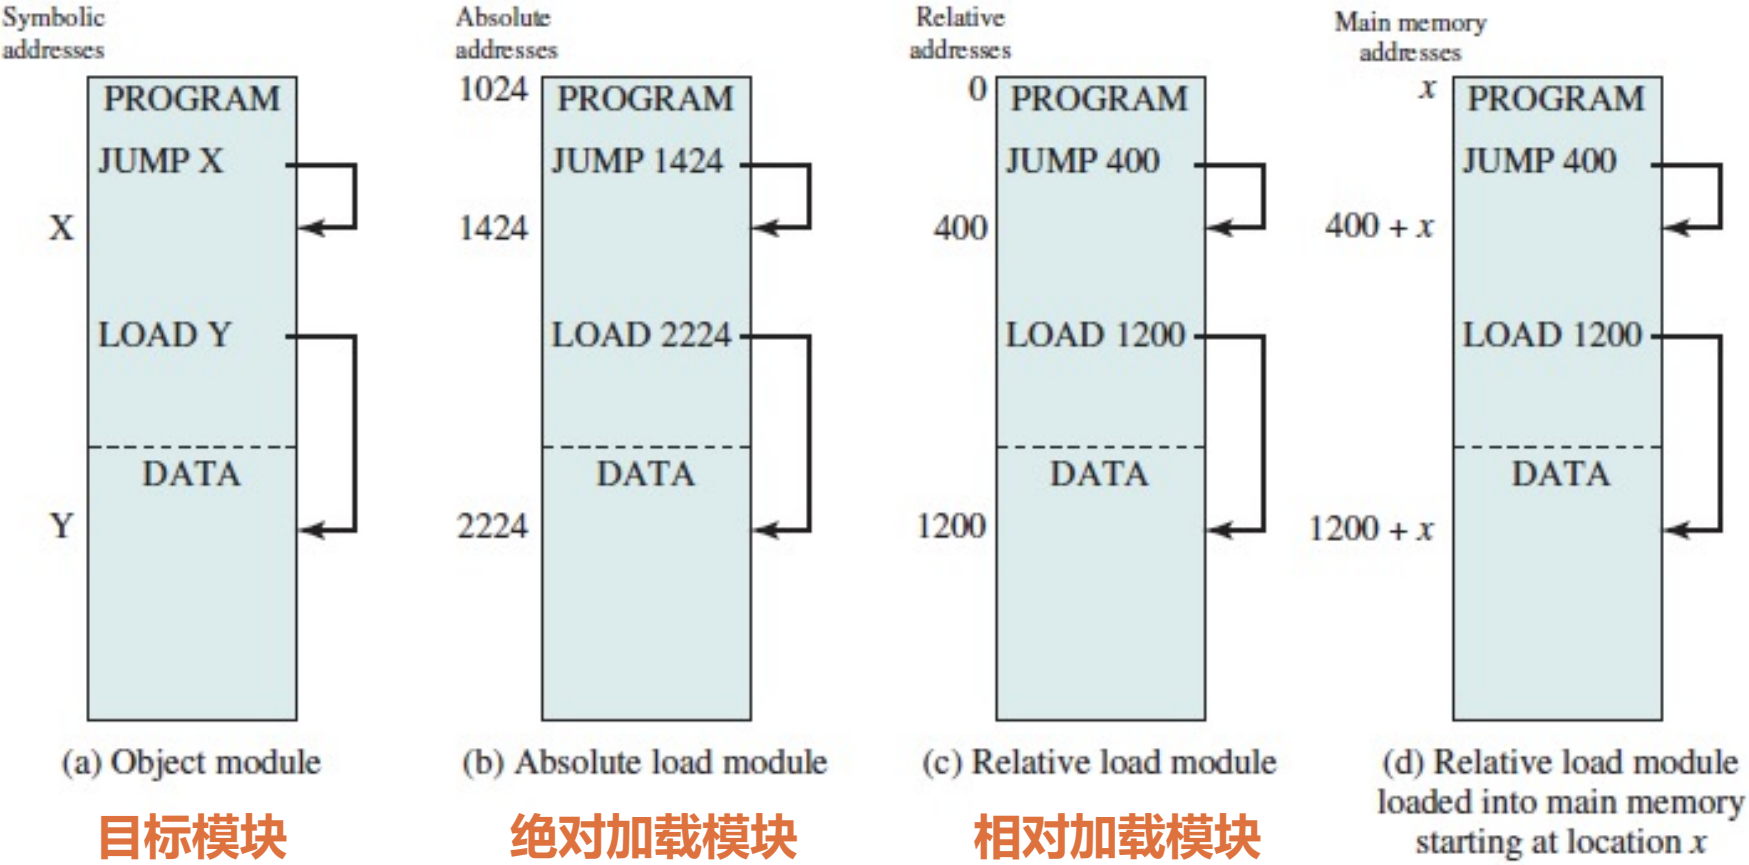 Symbolic
addresses
PROGRAM
JUMP X
X
LOAD Y
DATA
Y
(a) Object module
目标模块
Absolute
addresses
1024
PROGRAM
JUMP 1424
1424
LOAD 2224
DATA
2224
(b) Absolute load module
绝对加载模块
Relative
addresses
0
PROGRAM
JUMP 400
400
LOAD 1200
DATA
1200
(c) Relative load module
相对加载模块
Main memory
addresses
x
PROGRAM
JUMP 400
400 + x
LOAD 1200
DATA
1200 + x
(d) Relative load module
loaded into main memory
starting at location x